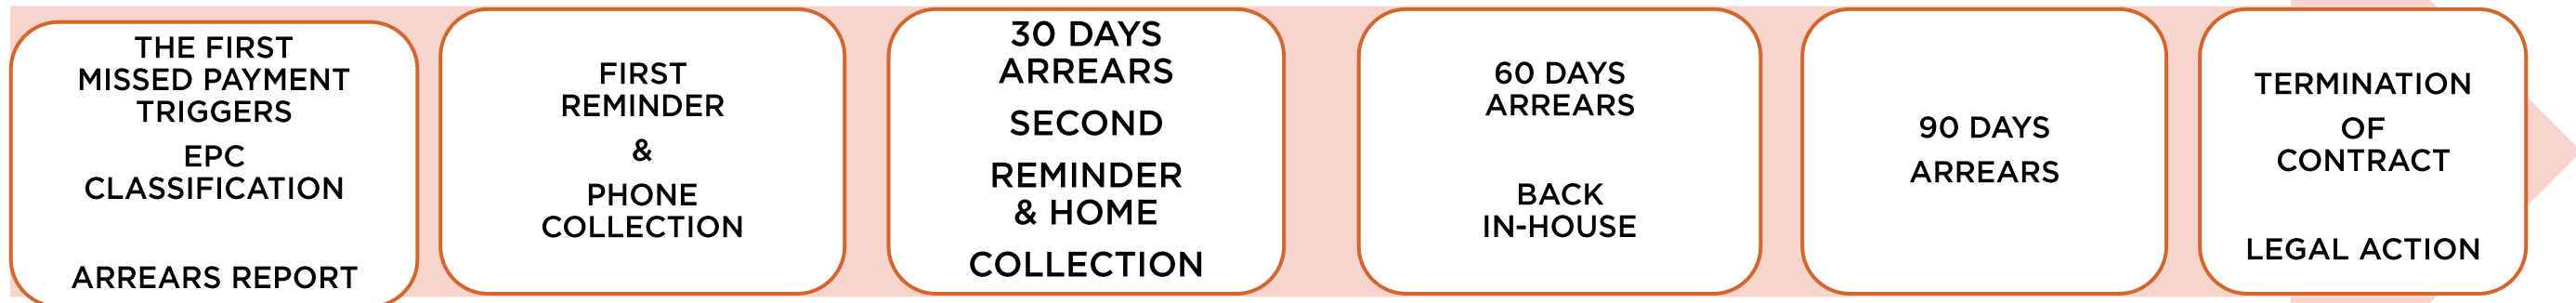 THE FIRST
MISSED PAYMENT
TRIGGERS
EPC
CLASSIFICATION
ARREARS REPORT
FIRST
REMINDER
&
PHONE
COLLECTION
30 DAYS
ARREARS
SECOND
REMINDER
& HOME
COLLECTION
60 DAYS
ARREARS
BACK
IN-HOUSE
90 DAYS
ARREARS
TERMINATION
OF
CONTRACT
LEGAL ACTION